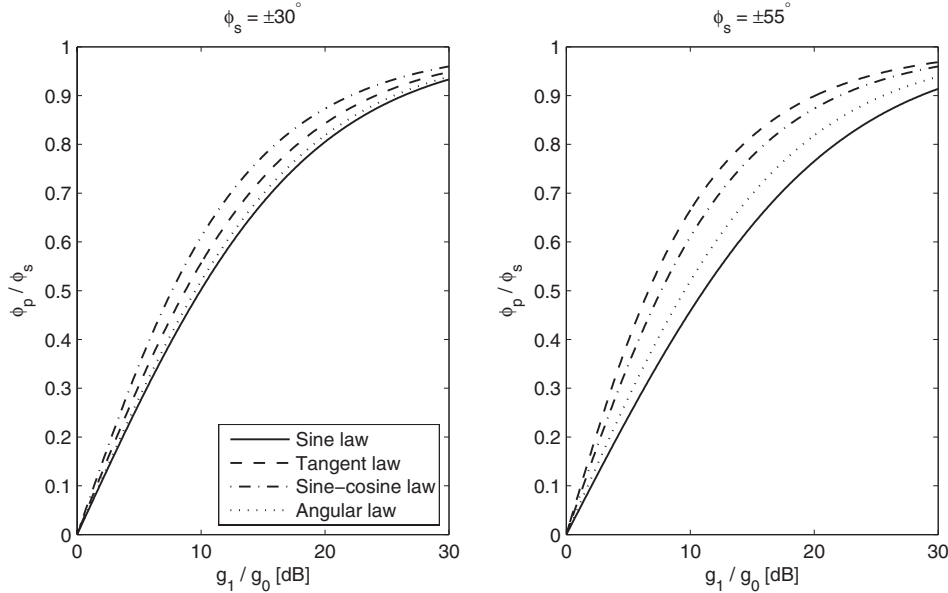 ϕs = ±30°
1
0.9
0.8
0.7
0.6
0.5
0.4
0.3
0.2
0.1
0
ϕp / ϕs
Sine law
Tangent law
Sine−cosine law
Angular law
0 10 20 30
g1 / g0 [dB]
ϕs = ±55°
1
0.9
0.8
0.7
0.6
0.5
0.4
0.3
0.2
0.1
0
ϕp / ϕs
0 10 20 30
g1 / g0 [dB]